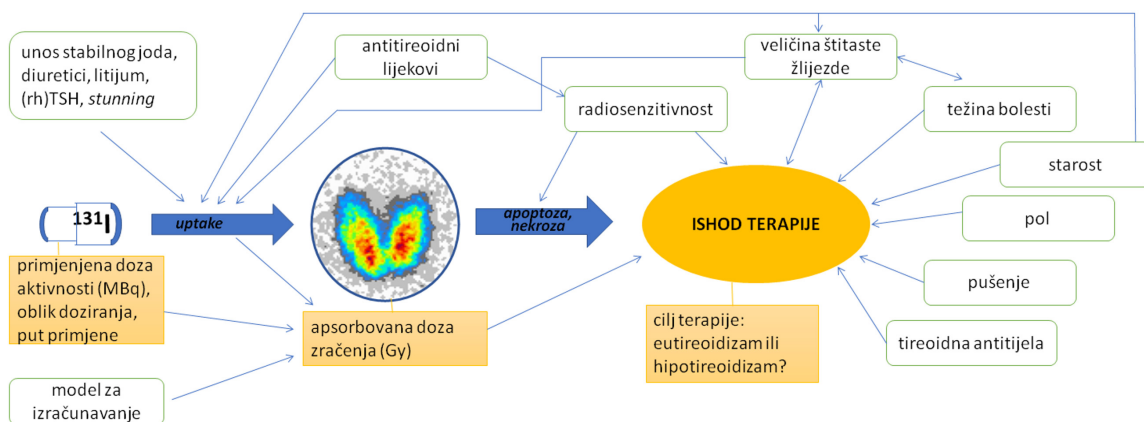 unos stabilnog joda,
diuretici, litijum,
(rh)TSH, stunning
antitireoidni
lijekovi
veličina štitaste
žlijezde
radiosenzitivnost
težina bolesti
starost
131I
uptake
apoptoza,
nekroza
ISHOD TERAPIJE
pol
primjenjena doza
aktivnosti (MBq),
oblik doziranja,
put primjene
apsorbovana doza
zračenja (Gy)
cilj terapije:
eutireoidizam ili
hipotireoidizam?
pušenje
tireoidna antitijela
model za
izračunavanje